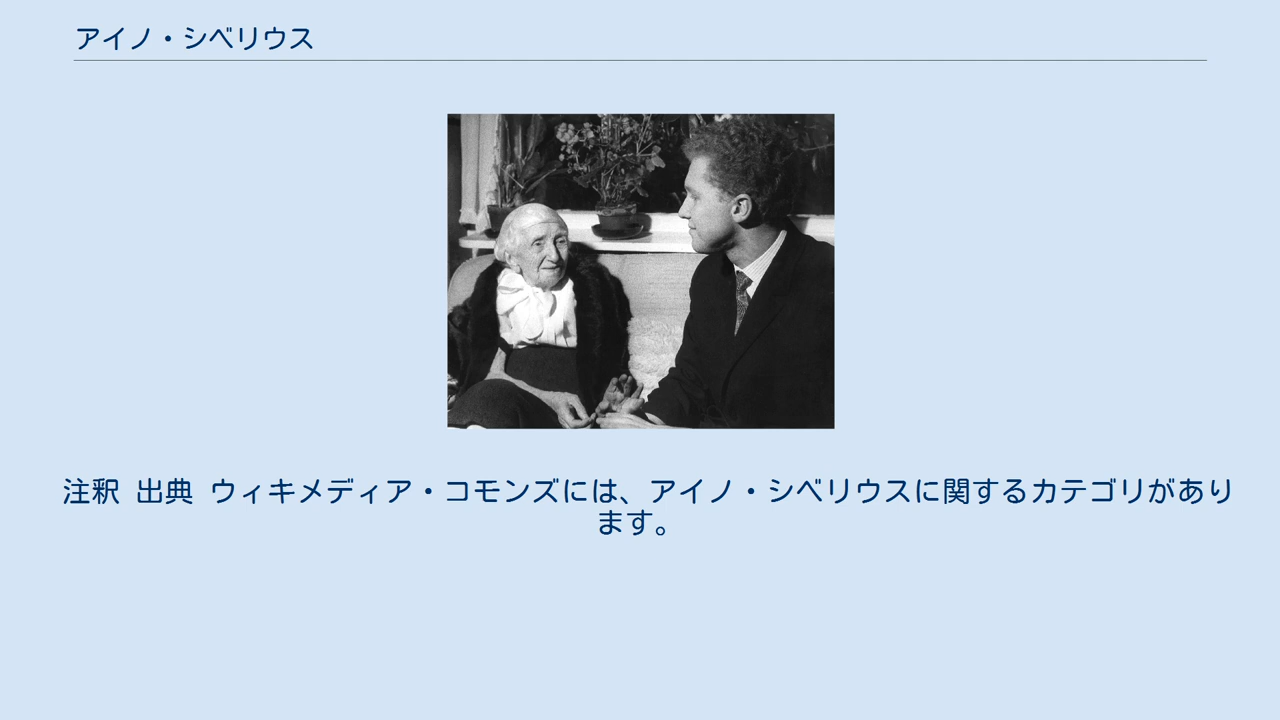 アイノ・シベリウス
注釈 出典 ウィキメディア・コモンズには、アイノ・シベリウスに関するカテゴリがあり
ます。